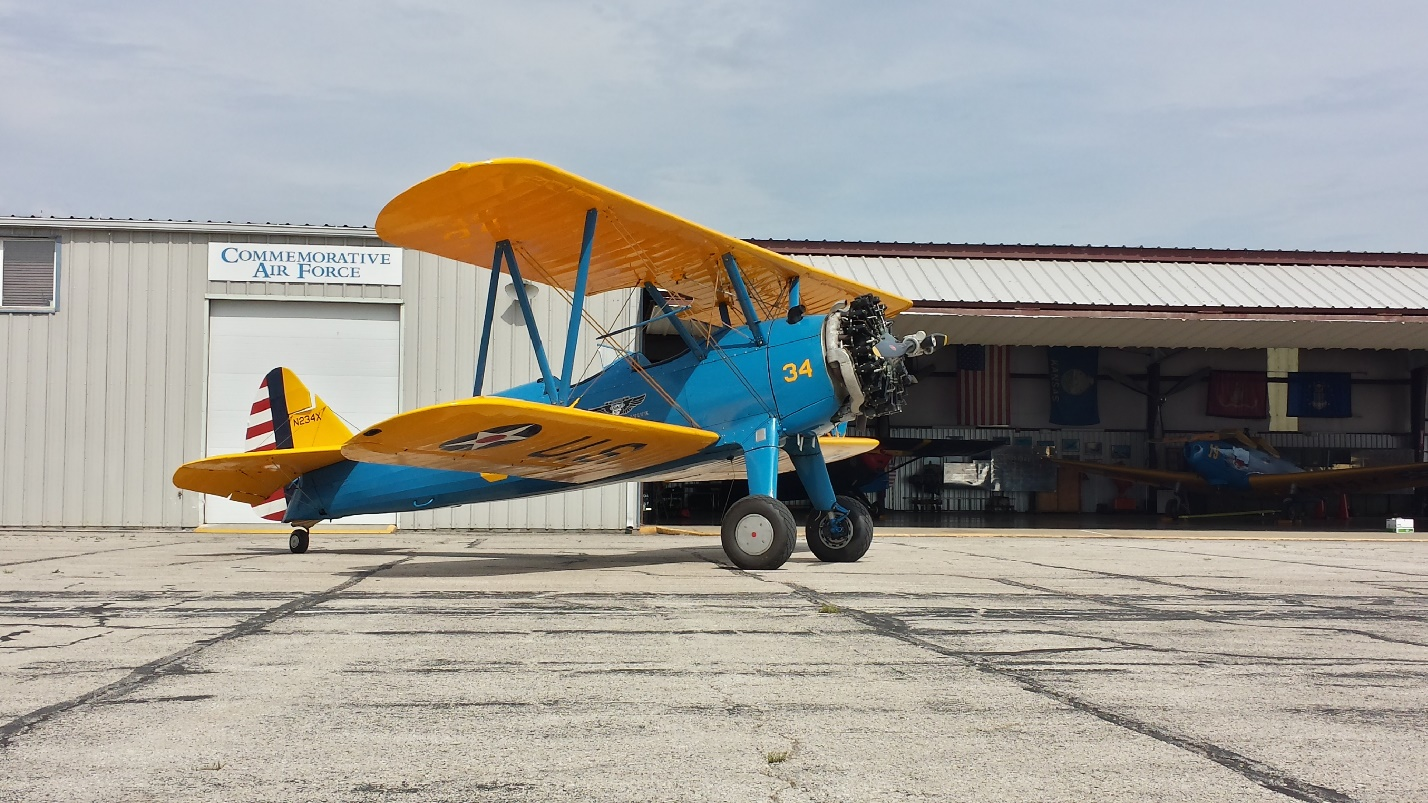 COMMEMORATIVE
AIR FORCE
N234X
34
U.S.